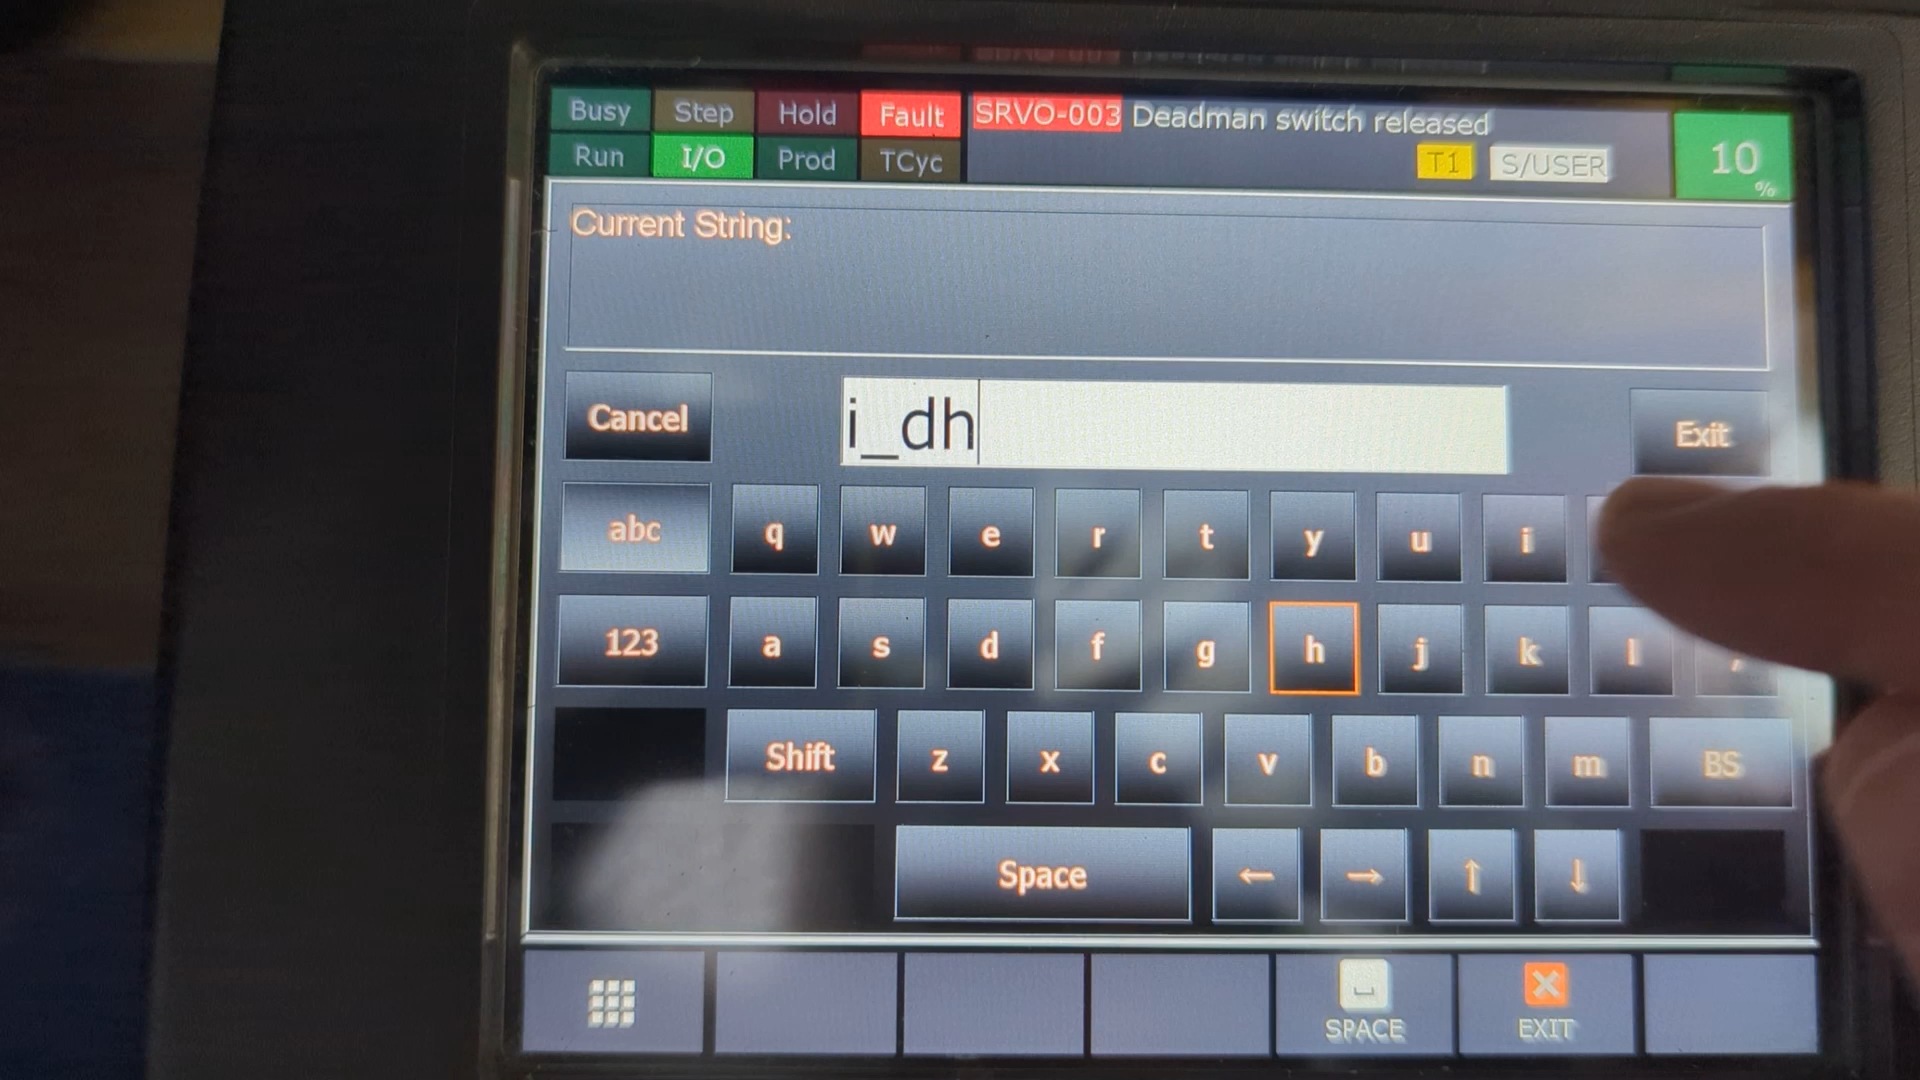 Busy Step Hold Fault SRVO-003 Deadman switch released
Run I/O Prod TCyc T1 S/USER 10 %
Current String:
Cancel i_dh Exit
abc q w e r t y u i
123 a s d f g h j k l
Shift z x c v b n m BS
Space ← → ↑ ↓
SPACE EXIT